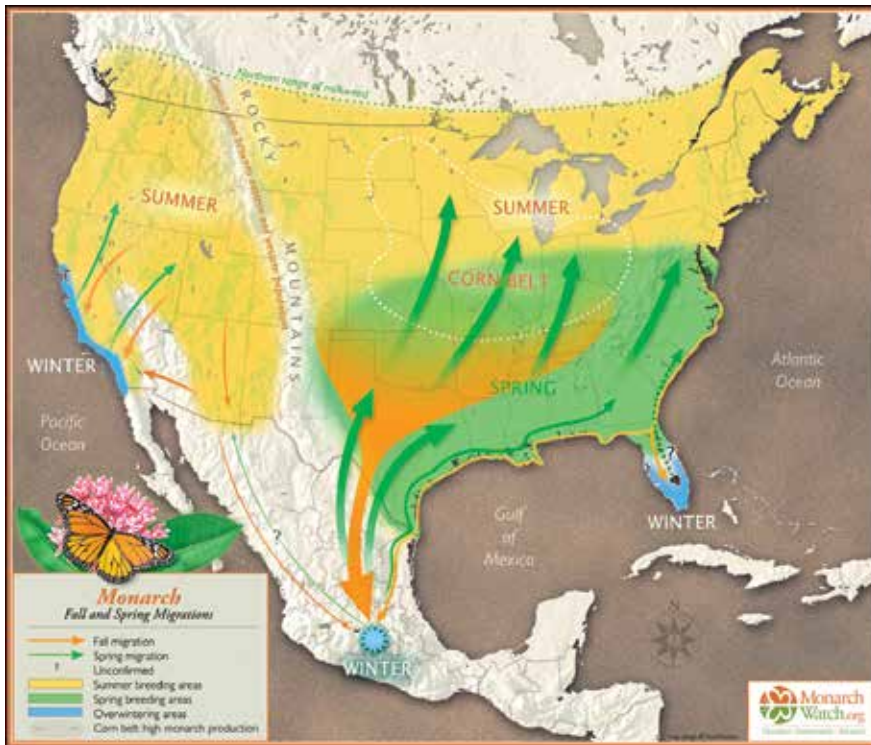 Northern range of milkweed
ROCKY
MOUNTAINS
SUMMER
SUMMER
CORN BELT
SPRING
WINTER
Pacific
Ocean
Atlantic
Ocean
Gulf
of
Mexico
WINTER
?
?
WINTER
N
Monarch
Fall and Spring Migrations
Fall migration
Spring migration
? Unconfirmed
Summer breeding areas
Spring breeding areas
Overwintering areas
Corn belt high monarch production
Monarch
Watch.org